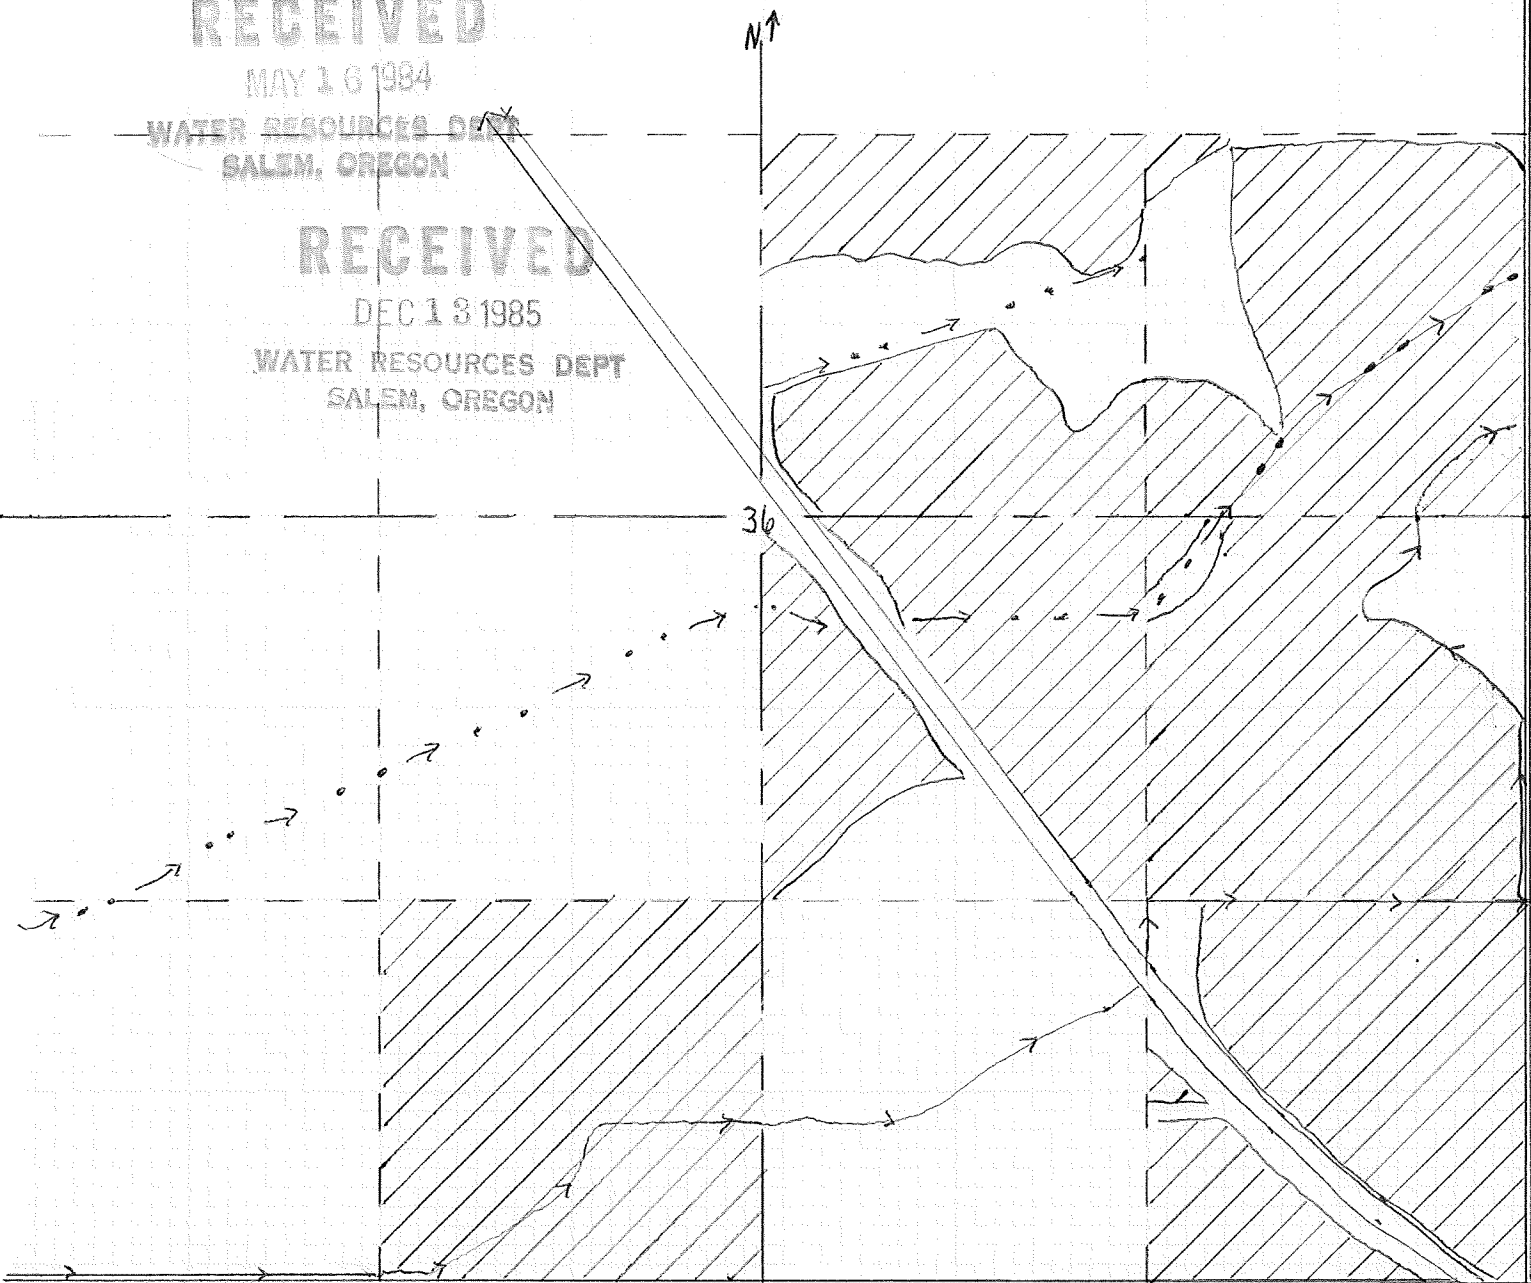 RECEIVED
MAY 16 1984
WATER RESOURCES DEPT
SALEM, OREGON
N
RECEIVED
DEC 13 1985
WATER RESOURCES DEPT
SALEM, OREGON
36